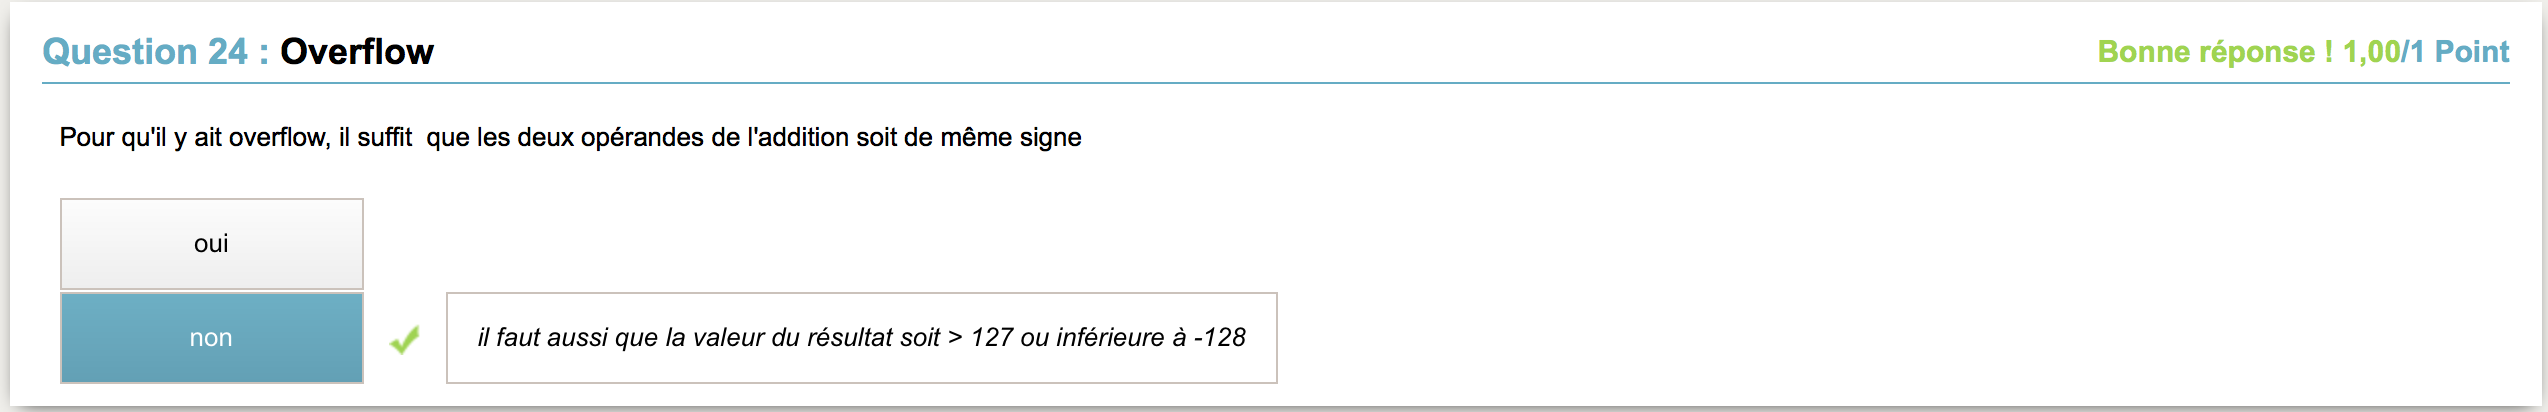 Question 24 : Overflow
Bonne réponse ! 1,00/1 Point
Pour qu'il y ait overflow, il suffit  que les deux opérandes de l'addition soit de même signe
oui
non
il faut aussi que la valeur du résultat soit > 127 ou inférieure à -128